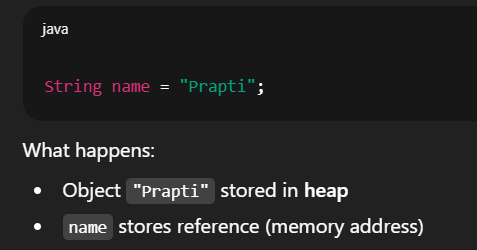 java
String name = "Prapti";
What happens:
• Object "Prapti" stored in heap
• name stores reference (memory address)